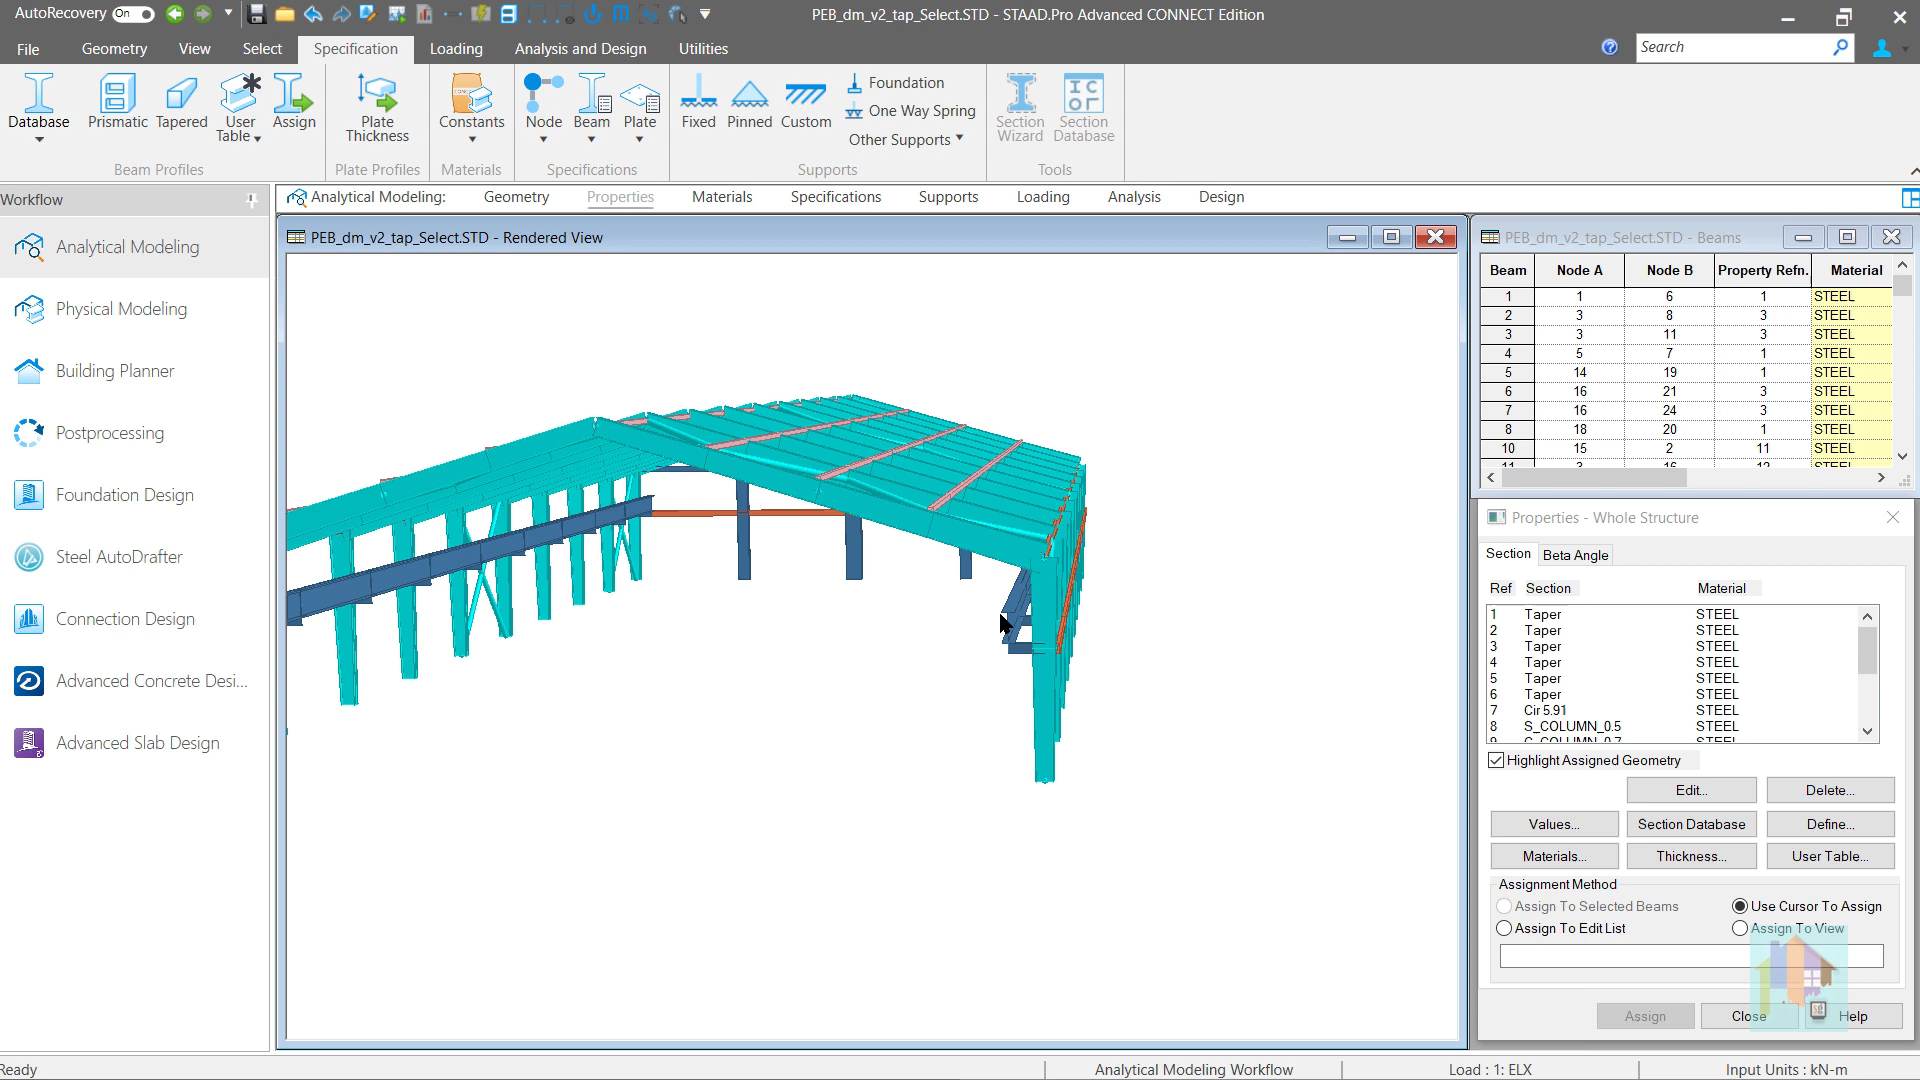 AutoRecovery On
PEB_dm_v2_tap_Select.STD - STAAD.Pro Advanced CONNECT Edition
File Geometry View Select Specification Loading Analysis and Design Utilities
Search
Database Prismatic Tapered User Table Assign
Beam Profiles
Plate Thickness
Plate Profiles
Constants
Materials
Node Beam Plate
Specifications
Fixed Pinned Custom
Foundation
One Way Spring
Other Supports
Supports
Section Wizard Section Database
Tools
Workflow
Analytical Modeling
Physical Modeling
Building Planner
Postprocessing
Foundation Design
Steel AutoDrafter
Connection Design
Advanced Concrete Desi...
Advanced Slab Design
Analytical Modeling: Geometry Properties Materials Specifications Supports Loading Analysis Design
PEB_dm_v2_tap_Select.STD - Rendered View
PEB_dm_v2_tap_Select.STD - Beams
Beam Node A Node B Property Refn. Material
1 1 6 1 STEEL
2 3 8 3 STEEL
3 3 11 3 STEEL
4 5 7 1 STEEL
5 14 19 1 STEEL
6 16 21 3 STEEL
7 16 24 3 STEEL
8 18 20 1 STEEL
10 15 2 11 STEEL
11 3 16 12 STEEL
Properties - Whole Structure
Section Beta Angle
Ref Section Material
1 Taper STEEL
2 Taper STEEL
3 Taper STEEL
4 Taper STEEL
5 Taper STEEL
6 Taper STEEL
7 Cir 5.91 STEEL
8 S_COLUMN_0.5 STEEL
Highlight Assigned Geometry
Edit... Delete...
Values... Section Database Define...
Materials... Thickness... User Table...
Assignment Method
Assign To Selected Beams Use Cursor To Assign
Assign To Edit List Assign To View
Assign Close Help
Ready
Analytical Modeling Workflow
Load : 1: ELX
Input Units : kN-m